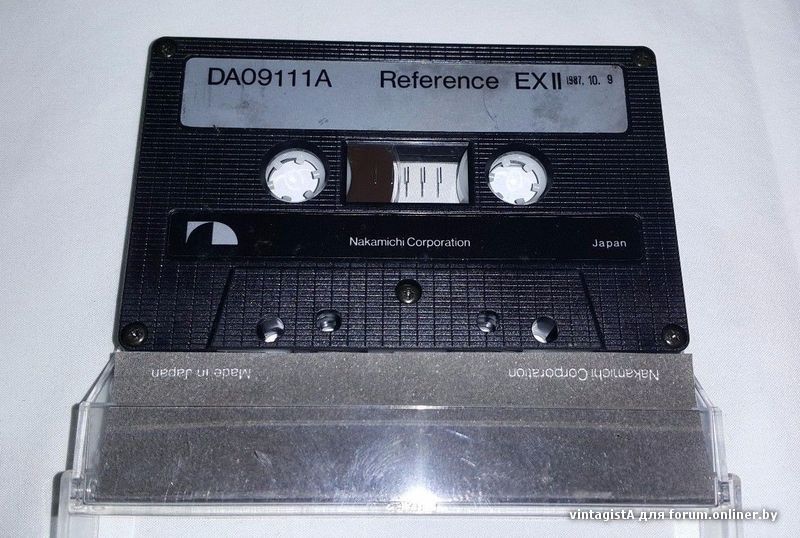 DA09111A Reference EXII 1987. 10. 9
Nakamichi Corporation Japan
Made in Japan Nakamichi Corporation
vintagistA для forum.onliner.by